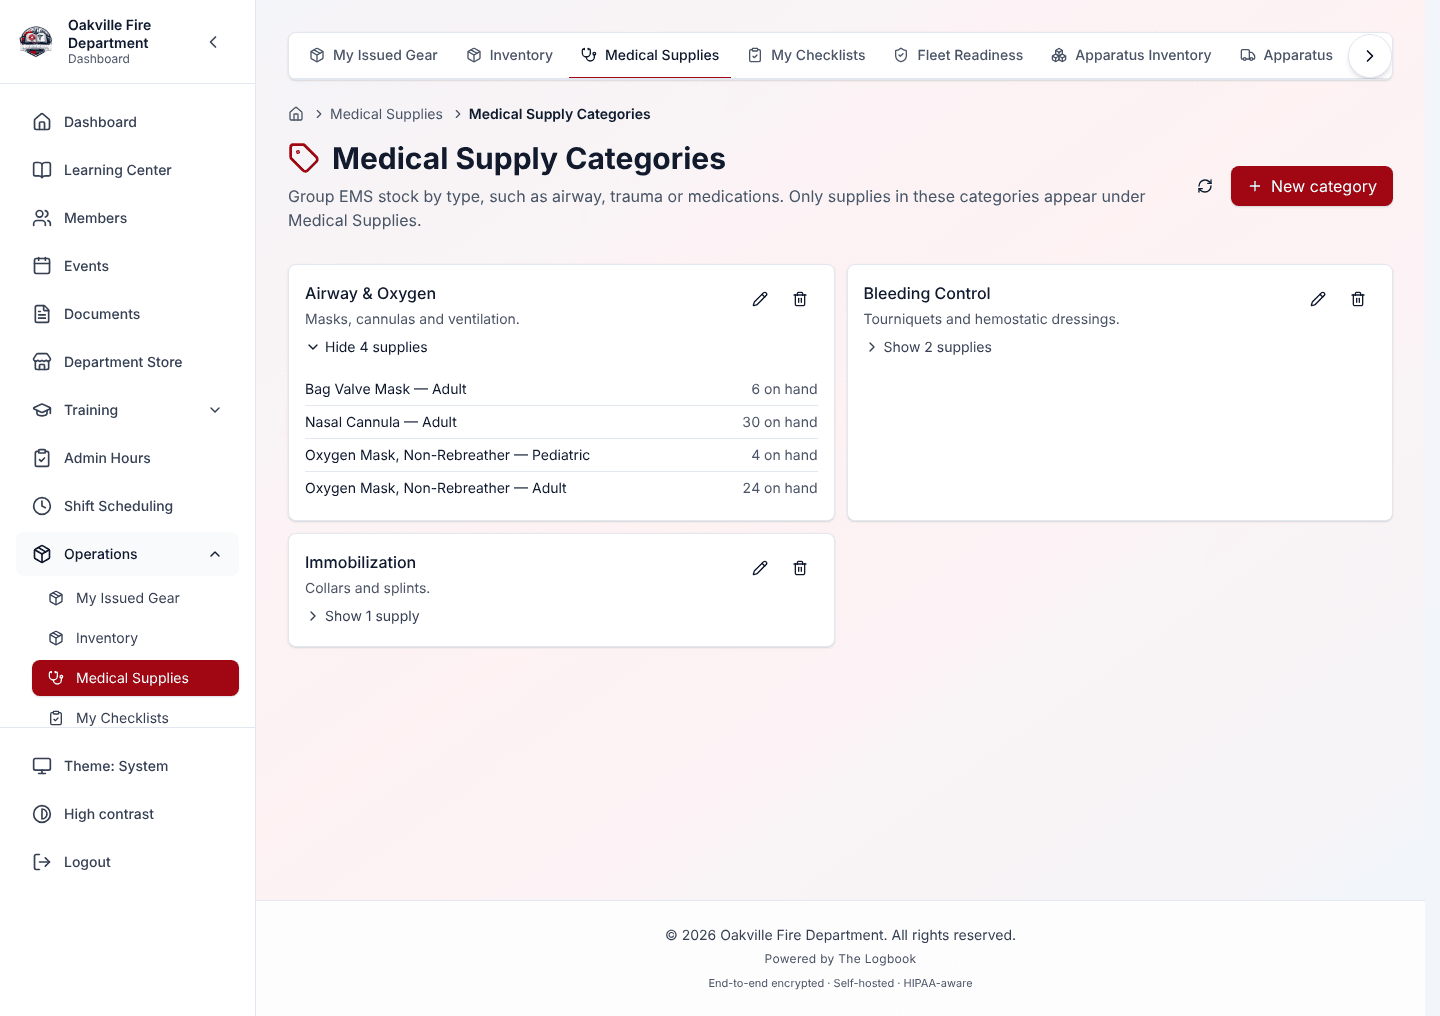 Oakville Fire
Department
Dashboard
Dashboard
Learning Center
Members
Events
Documents
Department Store
Training
Admin Hours
Shift Scheduling
Operations
My Issued Gear
Inventory
Medical Supplies
My Checklists
Theme: System
High contrast
Logout
My Issued Gear
Inventory
Medical Supplies
My Checklists
Fleet Readiness
Apparatus Inventory
Apparatus
Medical Supplies
Medical Supply Categories
Medical Supply Categories
Group EMS stock by type, such as airway, trauma or medications. Only supplies in these categories appear under
Medical Supplies.
New category
Airway & Oxygen
Masks, cannulas and ventilation.
Hide 4 supplies
Bag Valve Mask — Adult 6 on hand
Nasal Cannula — Adult 30 on hand
Oxygen Mask, Non-Rebreather — Pediatric 4 on hand
Oxygen Mask, Non-Rebreather — Adult 24 on hand
Bleeding Control
Tourniquets and hemostatic dressings.
Show 2 supplies
Immobilization
Collars and splints.
Show 1 supply
© 2026 Oakville Fire Department. All rights reserved.
Powered by The Logbook
End-to-end encrypted · Self-hosted · HIPAA-aware